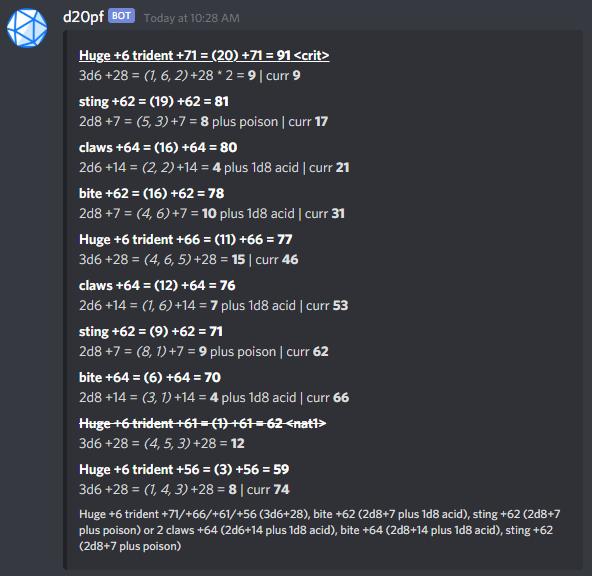 d20pf BOT Today at 10:28 AM
Huge +6 trident +71 = (20) +71 = 91 <crit>
3d6 +28 = (1, 6, 2) +28 * 2 = 9 | curr 9
sting +62 = (19) +62 = 81
2d8 +7 = (5, 3) +7 = 8 plus poison | curr 17
claws +64 = (16) +64 = 80
2d6 +14 = (2, 2) +14 = 4 plus 1d8 acid | curr 21
bite +62 = (16) +62 = 78
2d8 +7 = (4, 6) +7 = 10 plus 1d8 acid | curr 31
Huge +6 trident +66 = (11) +66 = 77
3d6 +28 = (4, 6, 5) +28 = 15 | curr 46
claws +64 = (12) +64 = 76
2d6 +14 = (1, 6) +14 = 7 plus 1d8 acid | curr 53
sting +62 = (9) +62 = 71
2d8 +7 = (8, 1) +7 = 9 plus poison | curr 62
bite +64 = (6) +64 = 70
2d8 +14 = (3, 1) +14 = 4 plus 1d8 acid | curr 66
Huge +6 trident +61 = (1) +61 = 62 <nat1>
3d6 +28 = (4, 5, 3) +28 = 12
Huge +6 trident +56 = (3) +56 = 59
3d6 +28 = (1, 4, 3) +28 = 8 | curr 74
Huge +6 trident +71/+66/+61/+56 (3d6+28), bite +62 (2d8+7 plus 1d8 acid), sting +62 (2d8+7
plus poison) or 2 claws +64 (2d6+14 plus 1d8 acid), bite +64 (2d8+14 plus 1d8 acid), sting +62
(2d8+7 plus poison)